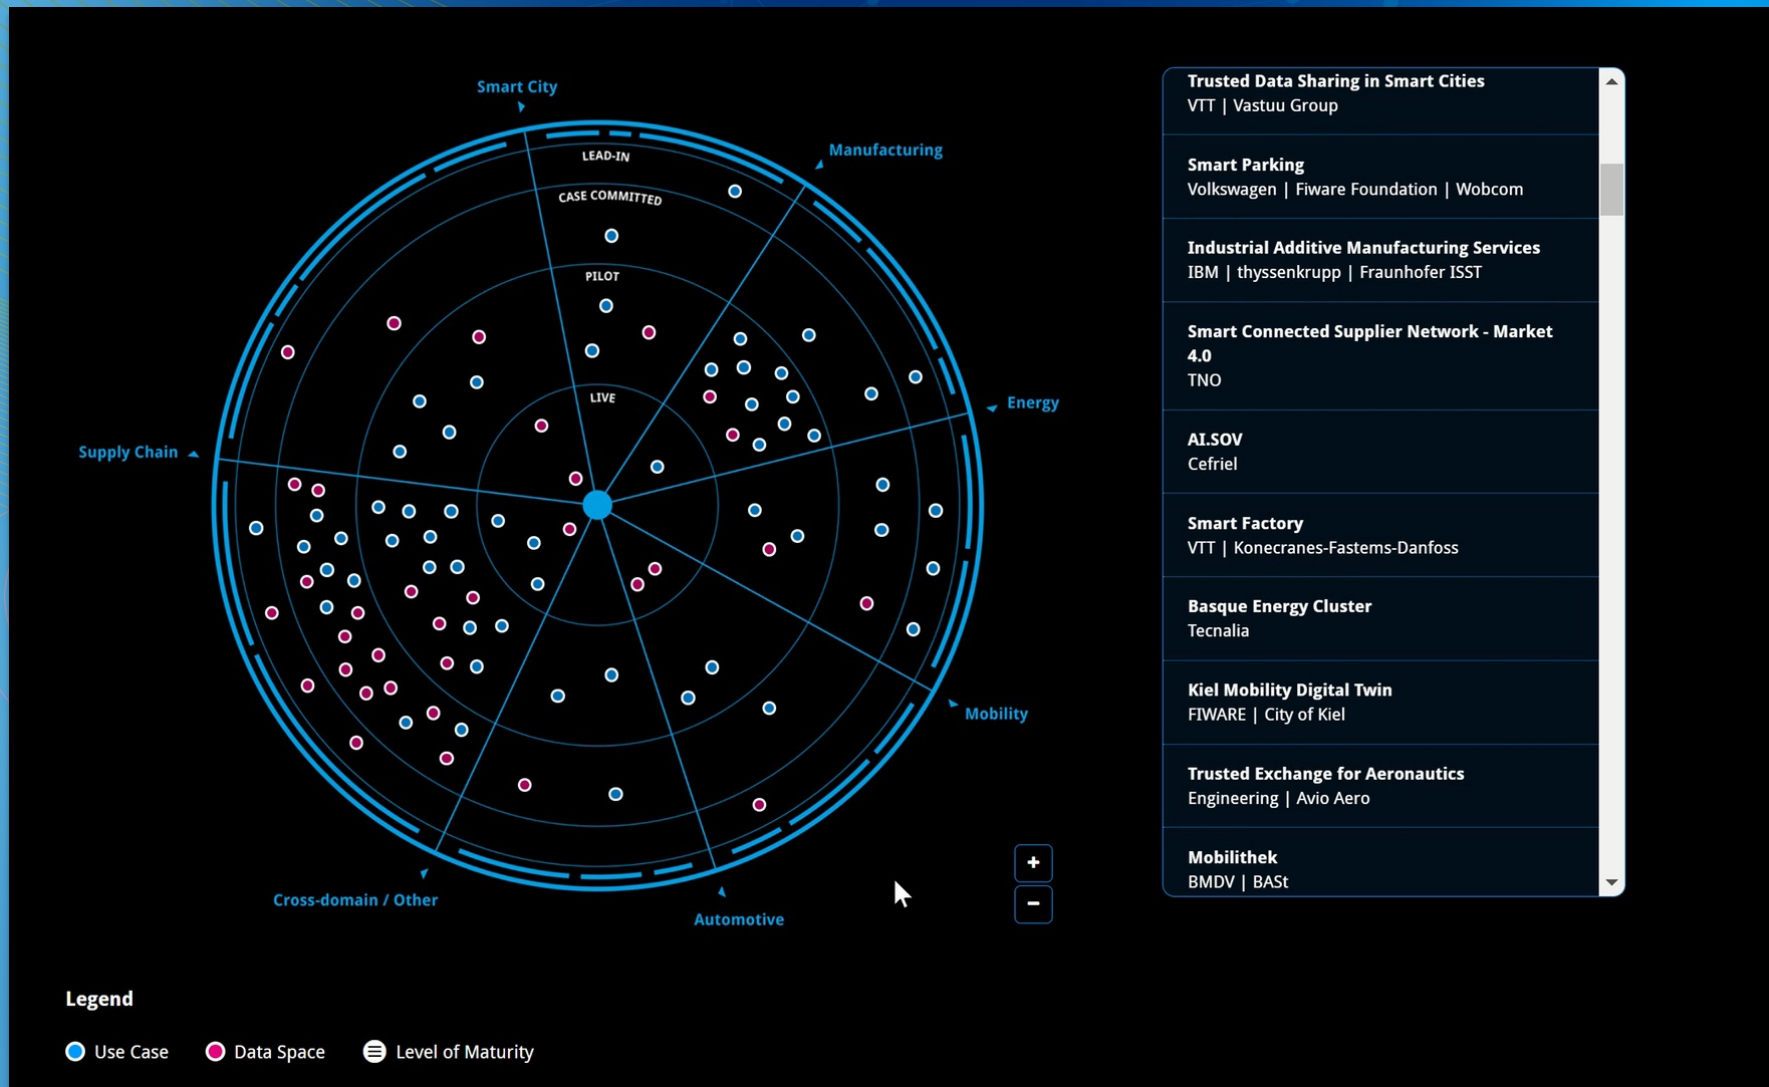 Smart City
Manufacturing
LEAD-IN
CASE COMMITTED
PILOT
LIVE
Energy
Supply Chain
Mobility
Cross-domain / Other
Automotive
+
−
Trusted Data Sharing in Smart Cities
VTT | Vastuu Group
Smart Parking
Volkswagen | Fiware Foundation | Wobcom
Industrial Additive Manufacturing Services
IBM | thyssenkrupp | Fraunhofer ISST
Smart Connected Supplier Network - Market
4.0
TNO
AI.SOV
Cefriel
Smart Factory
VTT | Konecranes-Fastems-Danfoss
Basque Energy Cluster
Tecnalia
Kiel Mobility Digital Twin
FIWARE | City of Kiel
Trusted Exchange for Aeronautics
Engineering | Avio Aero
Mobilithek
BMDV | BASt
Legend
Use Case
Data Space
Level of Maturity